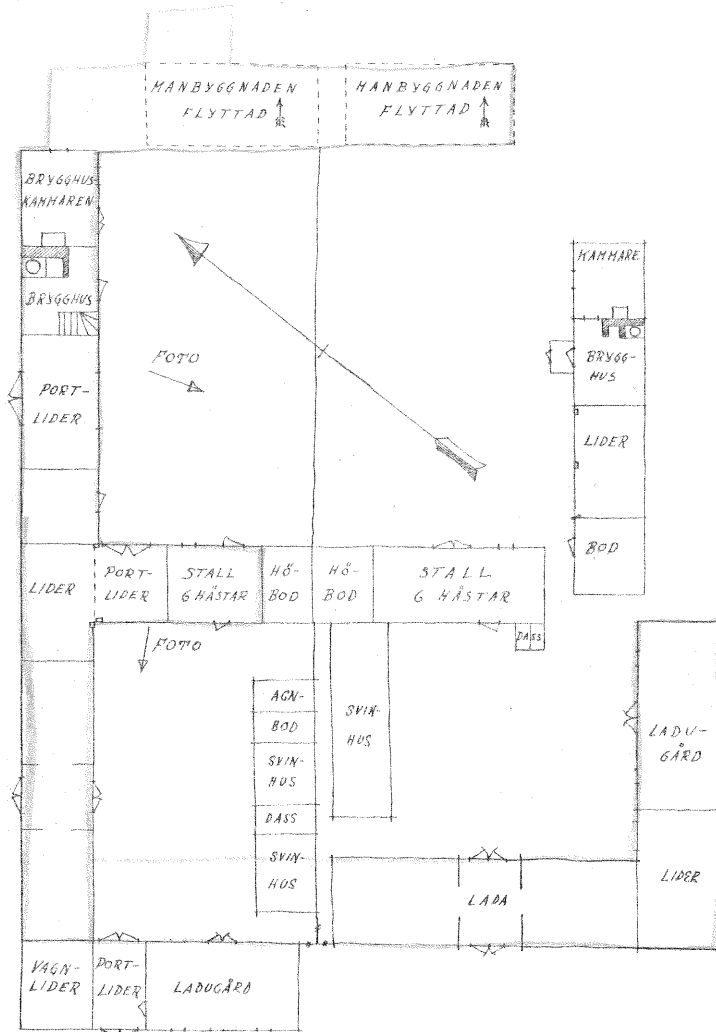 MANBYGGNADEN
FLYTTAD
MANBYGGNADEN
FLYTTAD
BRYGGHUS
KAMMAREN
BRYGGHUS
PORT-
LIDER
FOTO
KAMMARE
BRYGG-
HUS
LIDER
BOD
LIDER
PORT-
LIDER
STALL
6 HÄSTAR
HÖ-
BOD
HÖ-
BOD
STALL
6 HÄSTAR
DASS
FOTO
AGN-
BOD
SVIN-
HUS
DASS
SVIN-
HUS
SVIN-
HUS
LADU-
GÅRD
LIDER
LADA
VAGN-
LIDER
PORT-
LIDER
LADUGÅRD